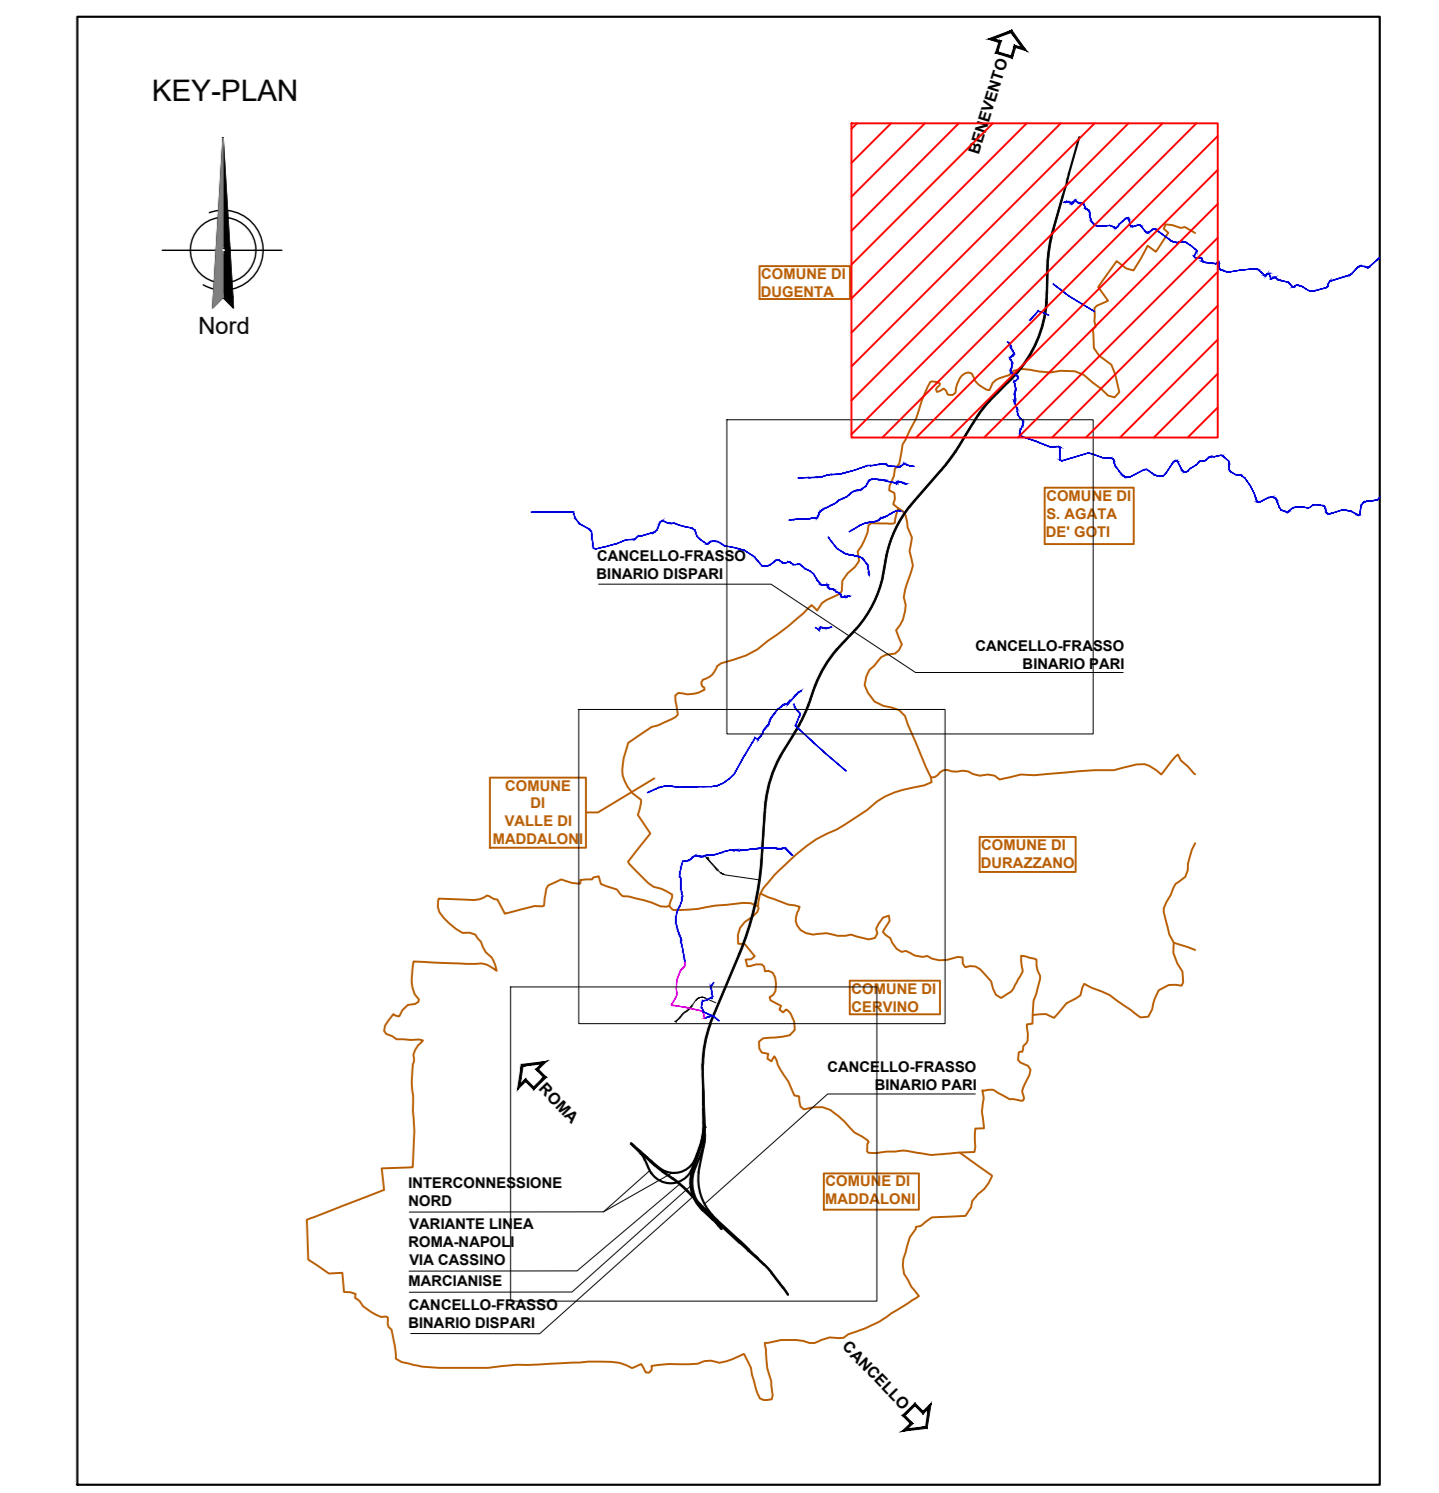 KEY-PLAN
Nord
BENEVENTO
COMUNE DI
DUGENTA
COMUNE DI
S. AGATA
DE' GOTI
CANCELLO-FRASSO
BINARIO DISPARI
CANCELLO-FRASSO
BINARIO PARI
COMUNE
DI
VALLE DI
MADDALONI
COMUNE DI
DURAZZANO
COMUNE DI
CERVINO
ROMA
CANCELLO-FRASSO
BINARIO PARI
INTERCONNESSIONE
NORD
VARIANTE LINEA
ROMA-NAPOLI
VIA CASSINO
MARCIANISE
CANCELLO-FRASSO
BINARIO DISPARI
COMUNE DI
MADDALONI
CANCELLO